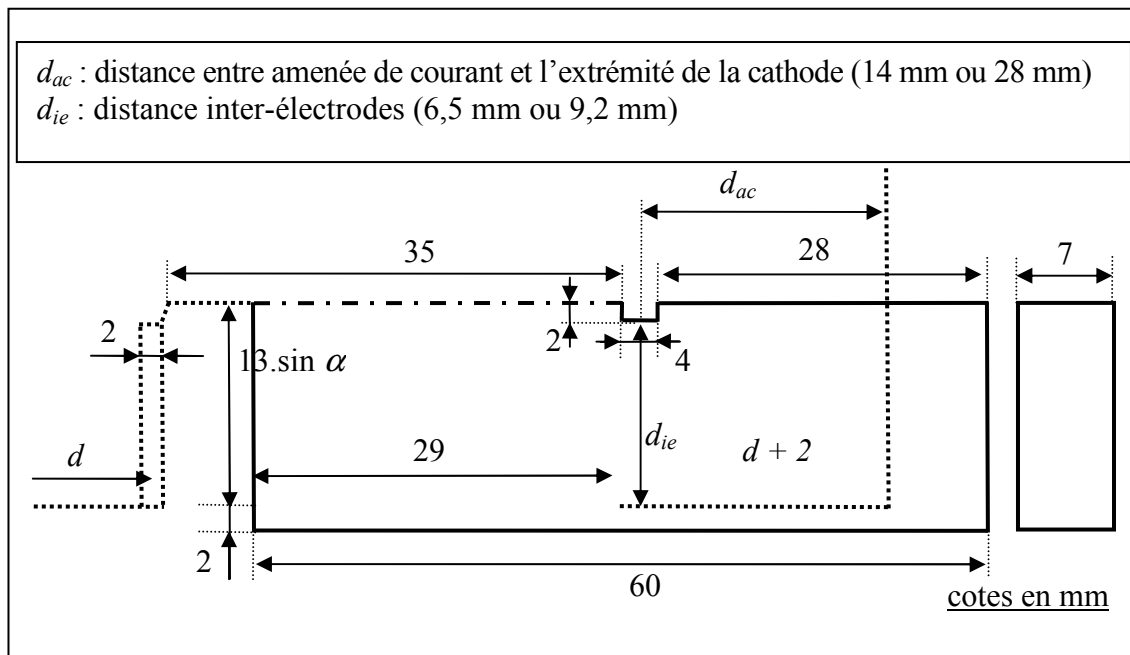 d_ac : distance entre amenée de courant et l'extrémité de la cathode (14 mm ou 28 mm)
d_ie : distance inter-électrodes (6,5 mm ou 9,2 mm)
d_ac
35
28
7
2
13.sin α
2
4
d
29
d_ie
d + 2
2
60
cotes en mm